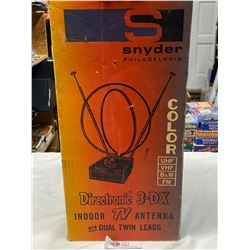 S
snyder
PHILADELPHIA
COLOR
UHF
VHF
B&W
FM
Directronic 3-DX
INDOOR TV ANTENNA
with DUAL TWIN LEADS